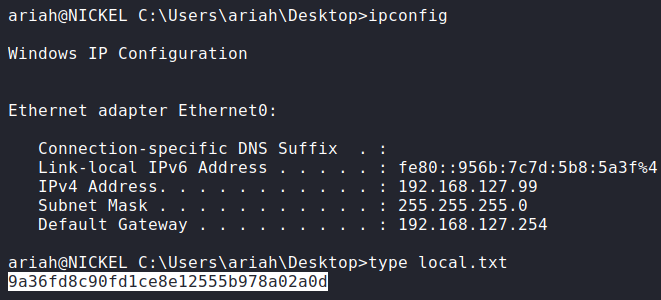 ariah@NICKEL C:\Users\ariah\Desktop>ipconfig
Windows IP Configuration
Ethernet adapter Ethernet0:
Connection-specific DNS Suffix  . :
Link-local IPv6 Address . . . . . : fe80::956b:7c7d:5b8:5a3f%4
IPv4 Address. . . . . . . . . . . : 192.168.127.99
Subnet Mask . . . . . . . . . . . : 255.255.255.0
Default Gateway . . . . . . . . . : 192.168.127.254
ariah@NICKEL C:\Users\ariah\Desktop>type local.txt
9a36fd8c90fd1ce8e12555b978a02a0d